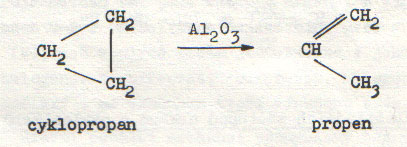 CH₂
CH₂
CH₂
Al₂O₃
CH₂
CH
CH₃
cyklopropan
propen